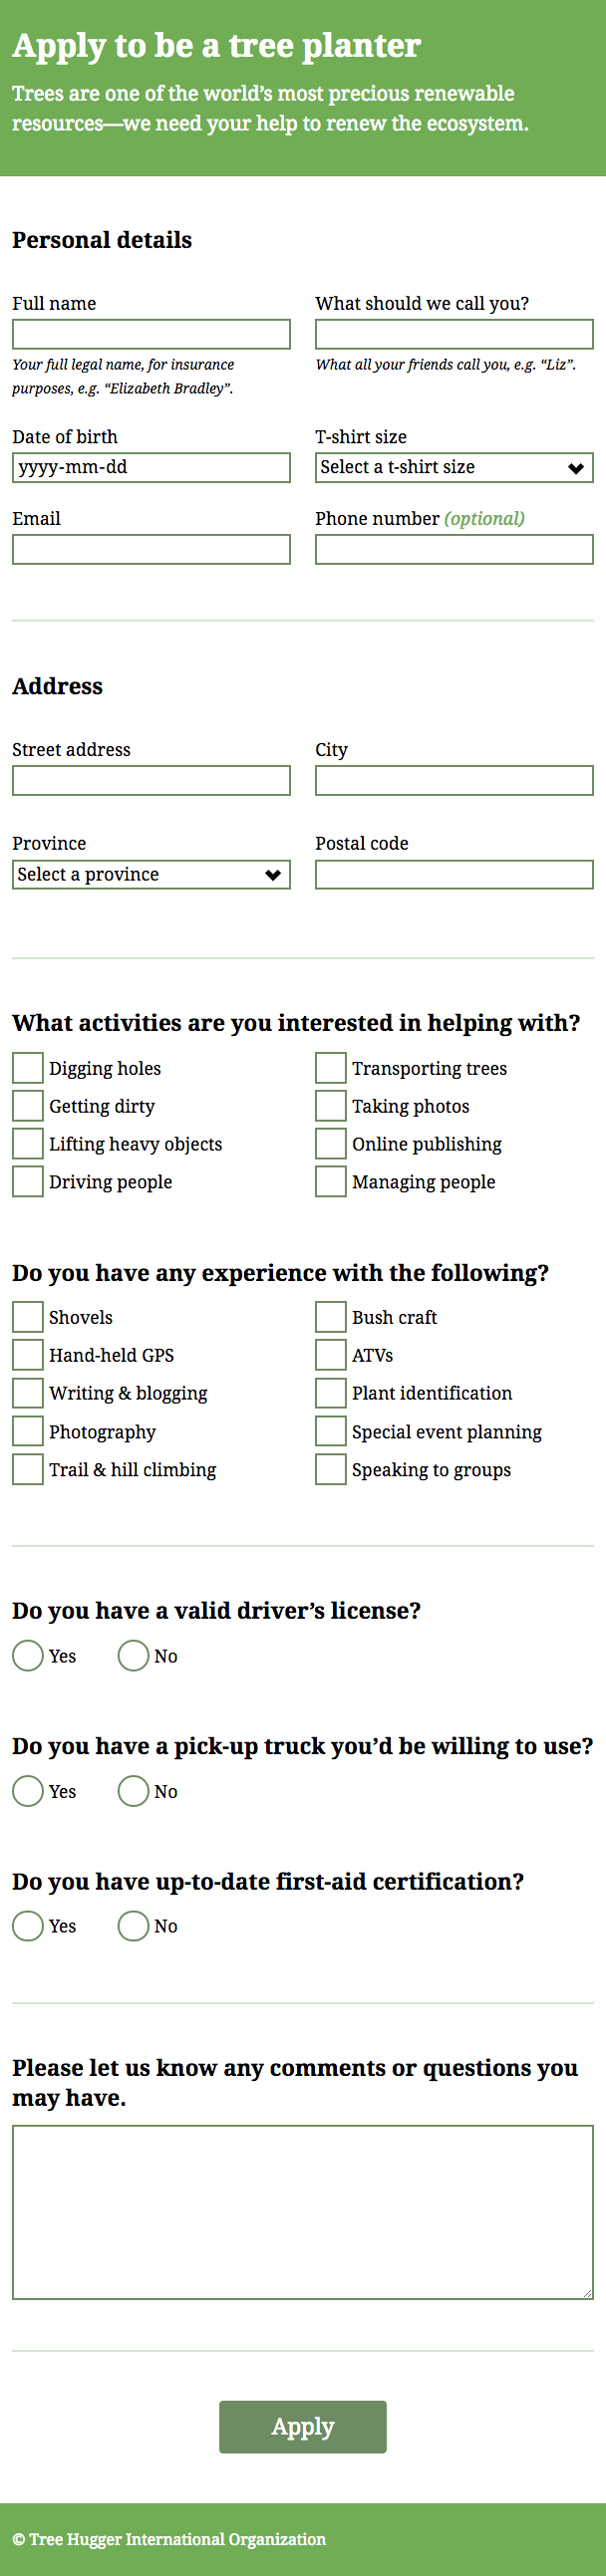 Apply to be a tree planter
Trees are one of the world’s most precious renewable
resources—we need your help to renew the ecosystem.
Personal details
Full name
Your full legal name, for insurance
purposes, e.g. “Elizabeth Bradley”.
What should we call you?
What all your friends call you, e.g. “Liz”.
Date of birth
yyyy-mm-dd
T-shirt size
Select a t-shirt size
Email
Phone number (optional)
Address
Street address
City
Province
Select a province
Postal code
What activities are you interested in helping with?
Digging holes
Transporting trees
Getting dirty
Taking photos
Lifting heavy objects
Online publishing
Driving people
Managing people
Do you have any experience with the following?
Shovels
Bush craft
Hand-held GPS
ATVs
Writing & blogging
Plant identification
Photography
Special event planning
Trail & hill climbing
Speaking to groups
Do you have a valid driver’s license?
Yes
No
Do you have a pick-up truck you’d be willing to use?
Yes
No
Do you have up-to-date first-aid certification?
Yes
No
Please let us know any comments or questions you
may have.
Apply
© Tree Hugger International Organization